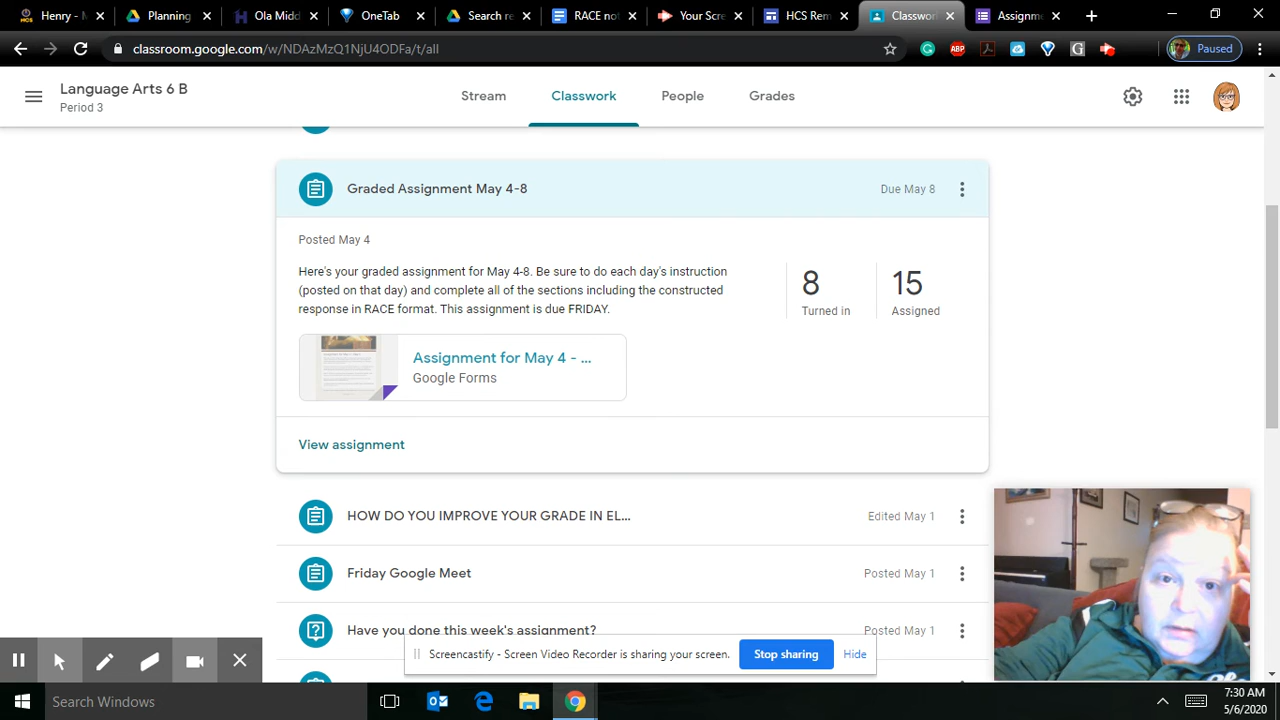 Henry -
Planning
Ola Midd
OneTab
Search re
RACE not
Your Scre
HCS Rem
Classwor
Assignme
classroom.google.com/w/NDAzMzQ1NjU4ODFa/t/all
ABP
G
Paused
Language Arts 6 B
Period 3
Stream
Classwork
People
Grades
Graded Assignment May 4-8
Due May 8
Posted May 4
Here's your graded assignment for May 4-8. Be sure to do each day's instruction
(posted on that day) and complete all of the sections including the constructed
response in RACE format. This assignment is due FRIDAY.
8
Turned in
15
Assigned
Assignment for May 4 - ...
Google Forms
View assignment
HOW DO YOU IMPROVE YOUR GRADE IN EL...
Edited May 1
Friday Google Meet
Posted May 1
Have you done this week's assignment?
Posted May 1
Screencastify - Screen Video Recorder is sharing your screen.
Stop sharing
Hide
Search Windows
7:30 AM
5/6/2020